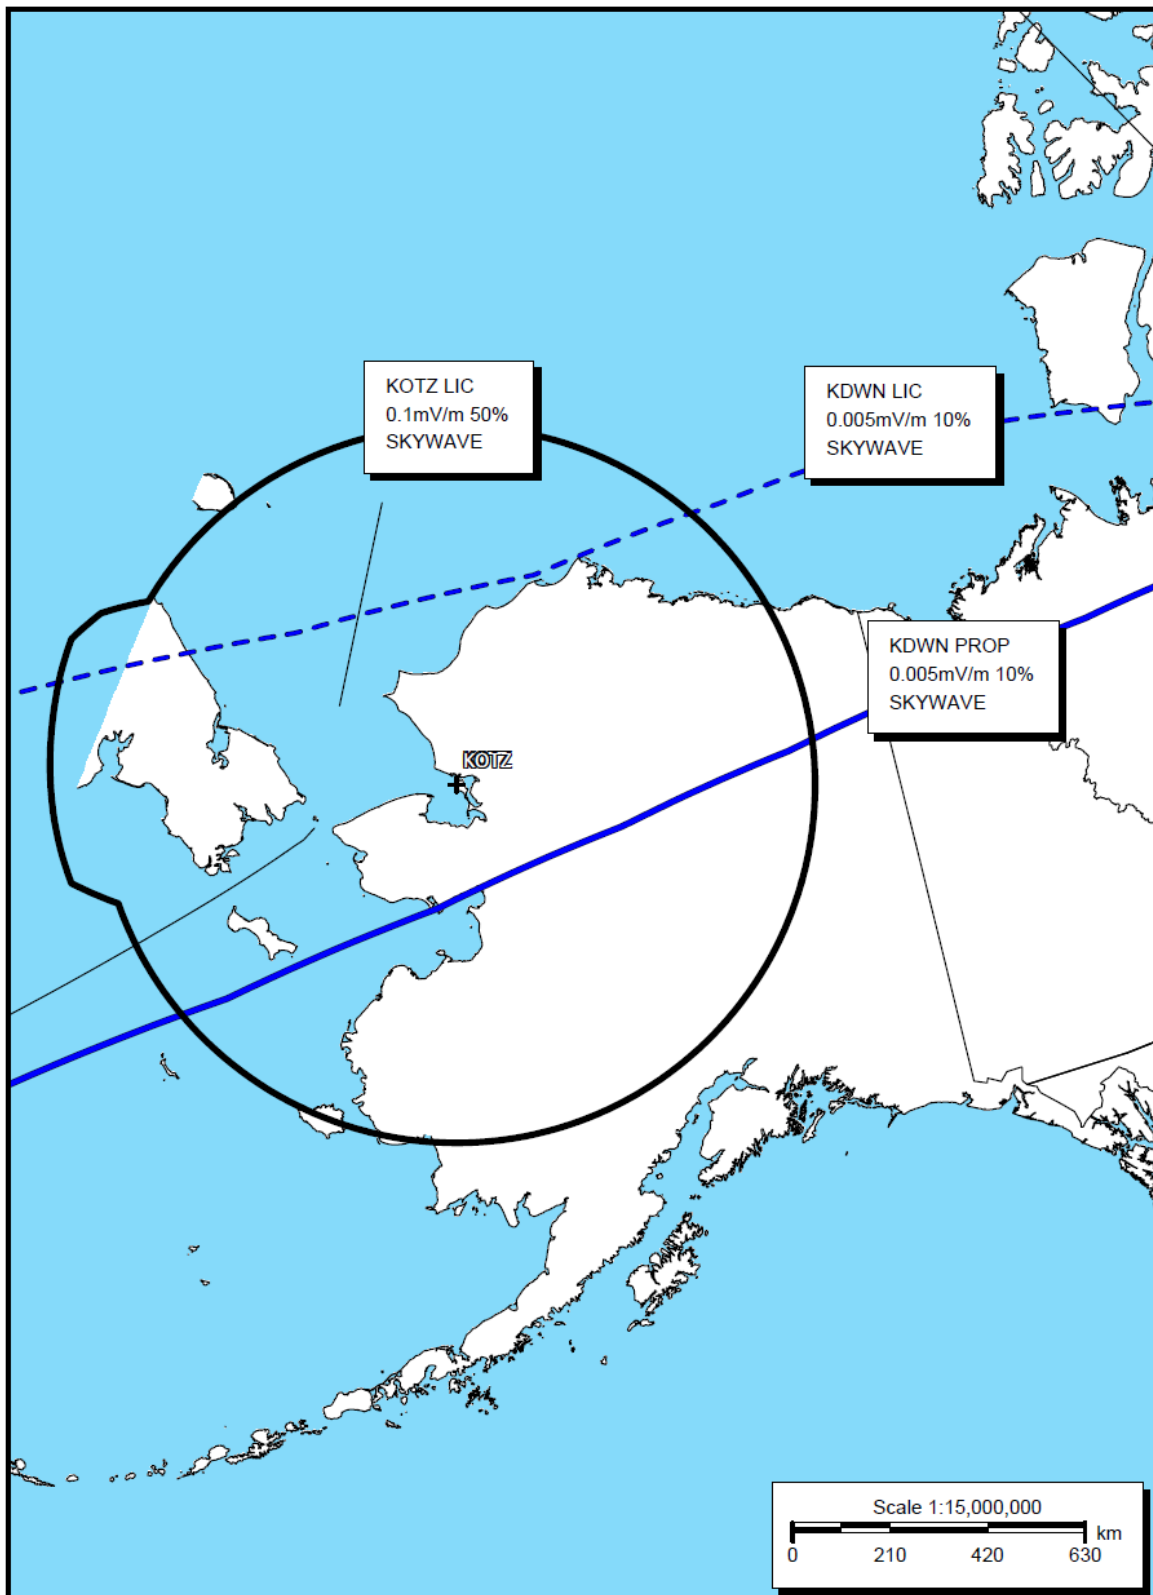 KOTZ LIC
0.1mV/m 50%
SKYWAVE
KDWN LIC
0.005mV/m 10%
SKYWAVE
KDWN PROP
0.005mV/m 10%
SKYWAVE
KOTZ
Scale 1:15,000,000
km
0 210 420 630